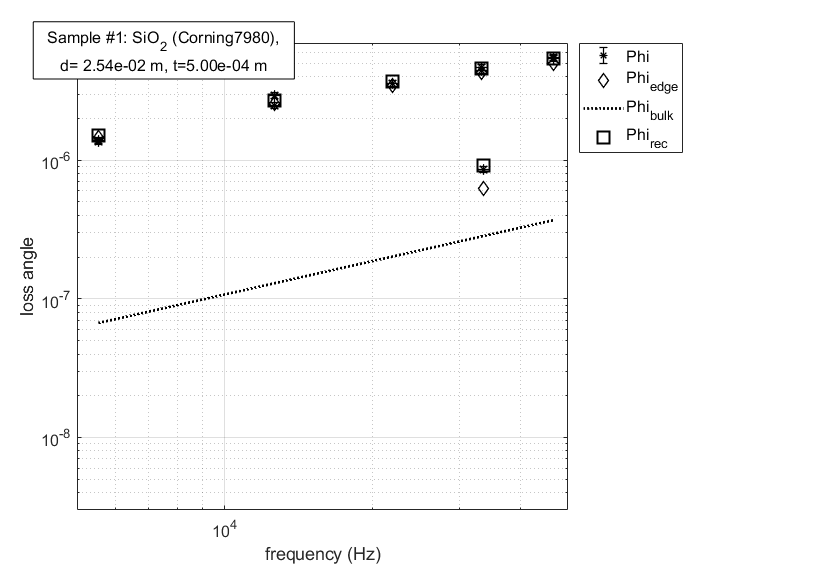 Sample #1: SiO2 (Corning7980),
d= 2.54e-02 m, t=5.00e-04 m
Phi
Phiedge
Phibulk
Phirec
10-6
10-7
10-8
loss angle
104
frequency (Hz)